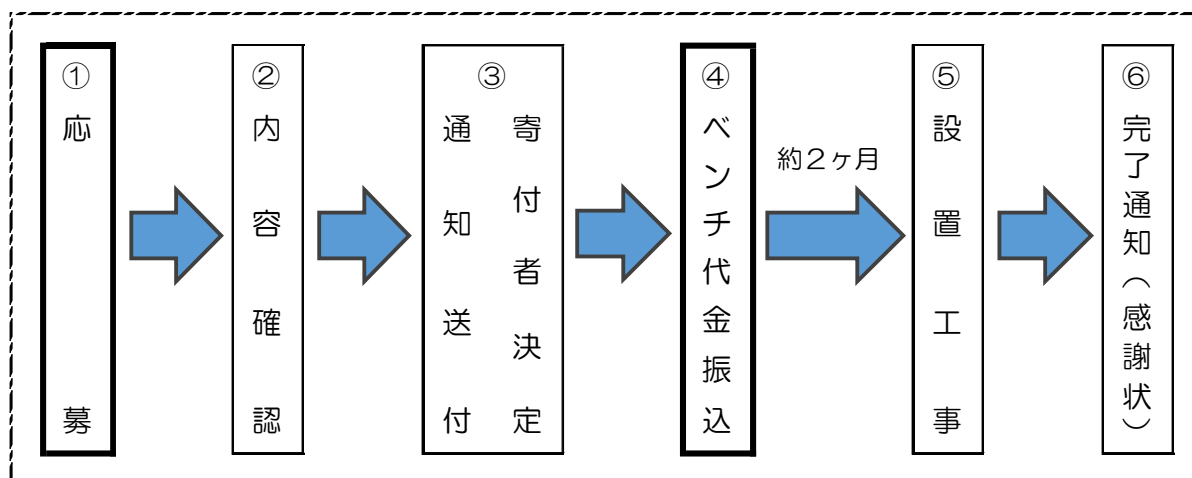 ①
応募
②
内容確認
③
寄付者決定
通知送付
④
ベンチ代金振込
約2ヶ月
⑤
設置工事
⑥
完了通知(感謝状)